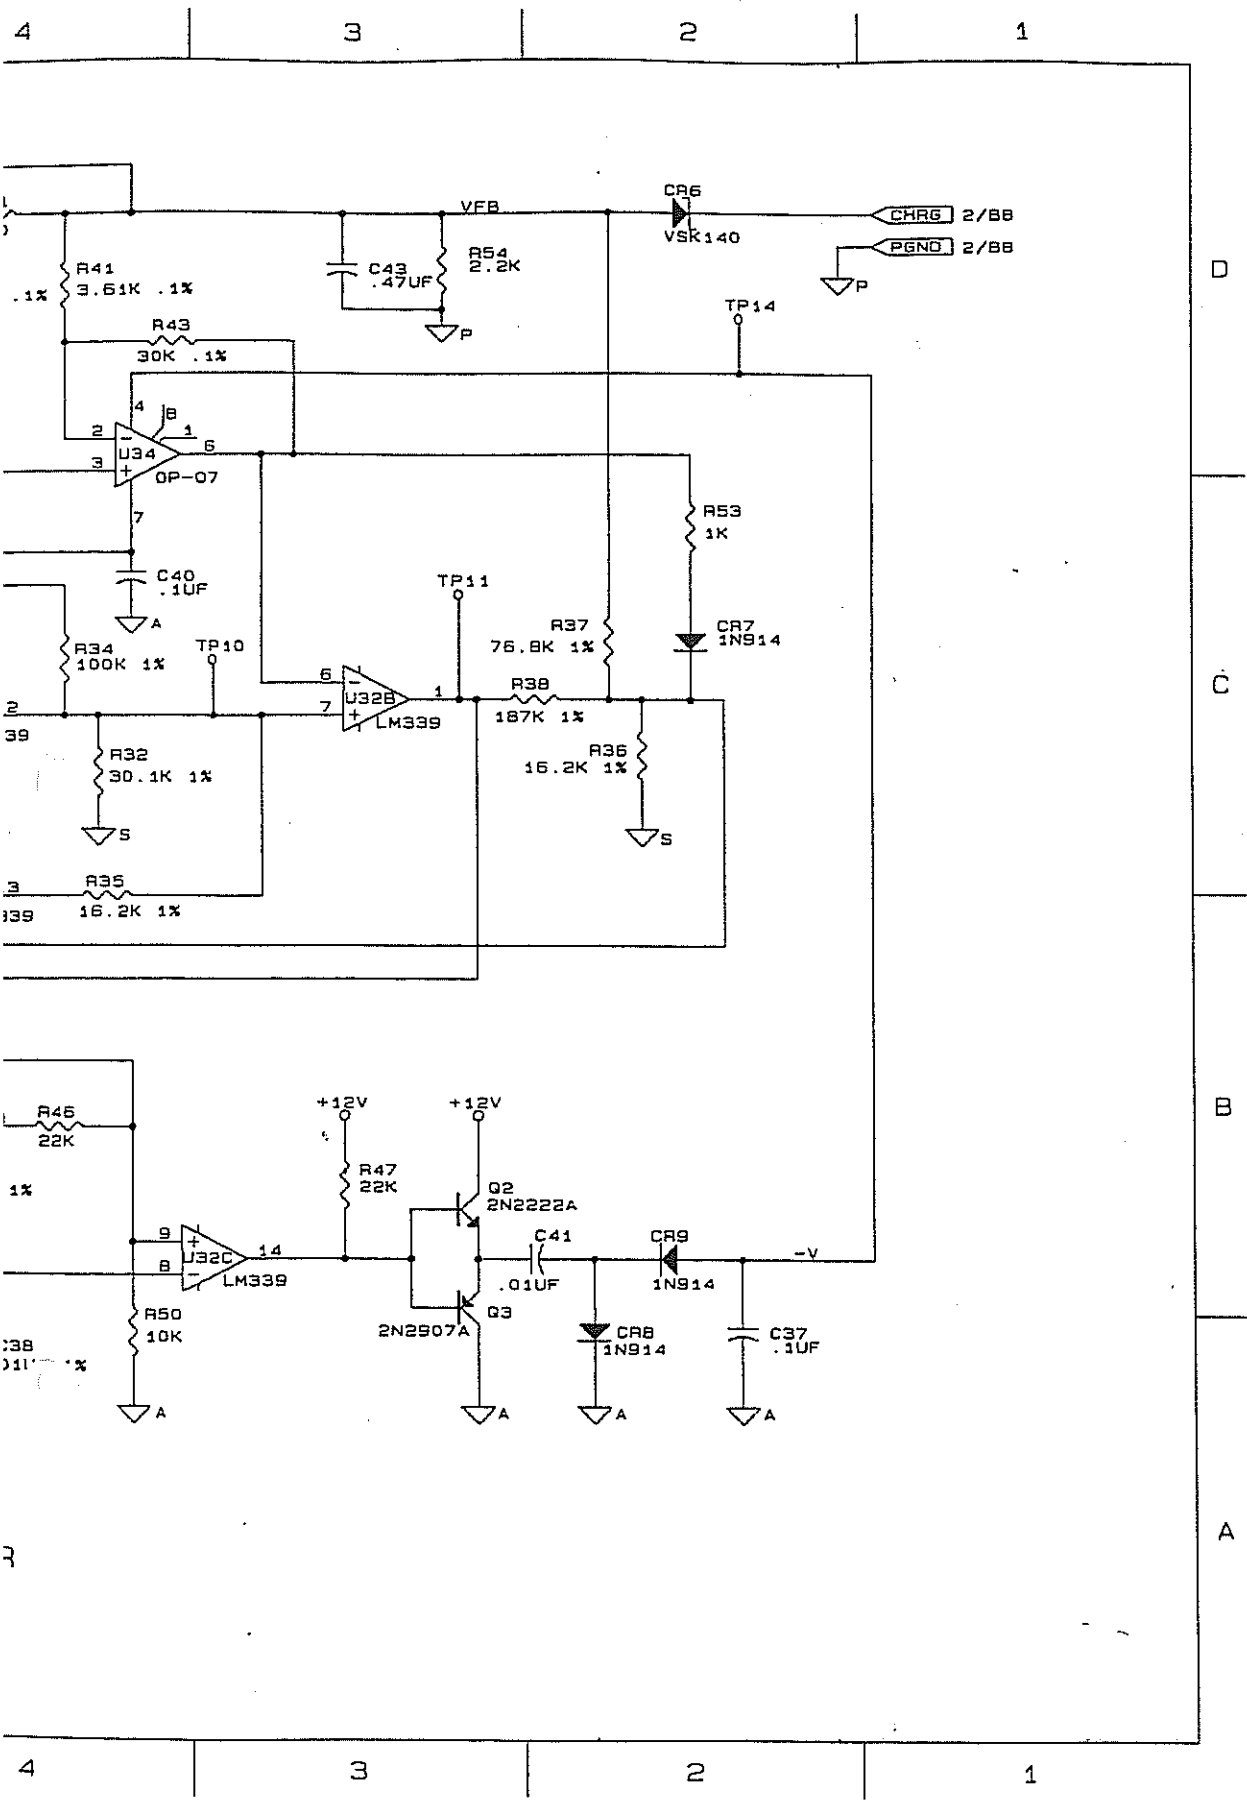 4 3 2 1
CR6
VFB
CHRG 2/BB
VSK140
PGND 2/BB
R41
3.61K .1%
.1%
C43
.47UF
R54
2.2K
P
D
TP14
R43
30K .1%
P
4
8
1
2
U34
6
3
OP-07
7
R53
1K
C40
.1UF
TP11
A
R34
100K 1%
TP10
R37
76.8K 1%
CR7
1N914
6
U32B
1
R38
C
2
7
LM339
187K 1%
39
R32
30.1K 1%
R36
16.2K 1%
S
S
3
R35
339
16.2K 1%
+12V
+12V
B
R46
22K
R47
22K
1%
Q2
2N2222A
9
U32C
14
C41
CR9
-V
8
LM339
.01UF
1N914
R50
10K
Q3
2N2907A
CR8
1N914
C37
.1UF
C38
1%
A
A
A
A
A
R
4 3 2 1